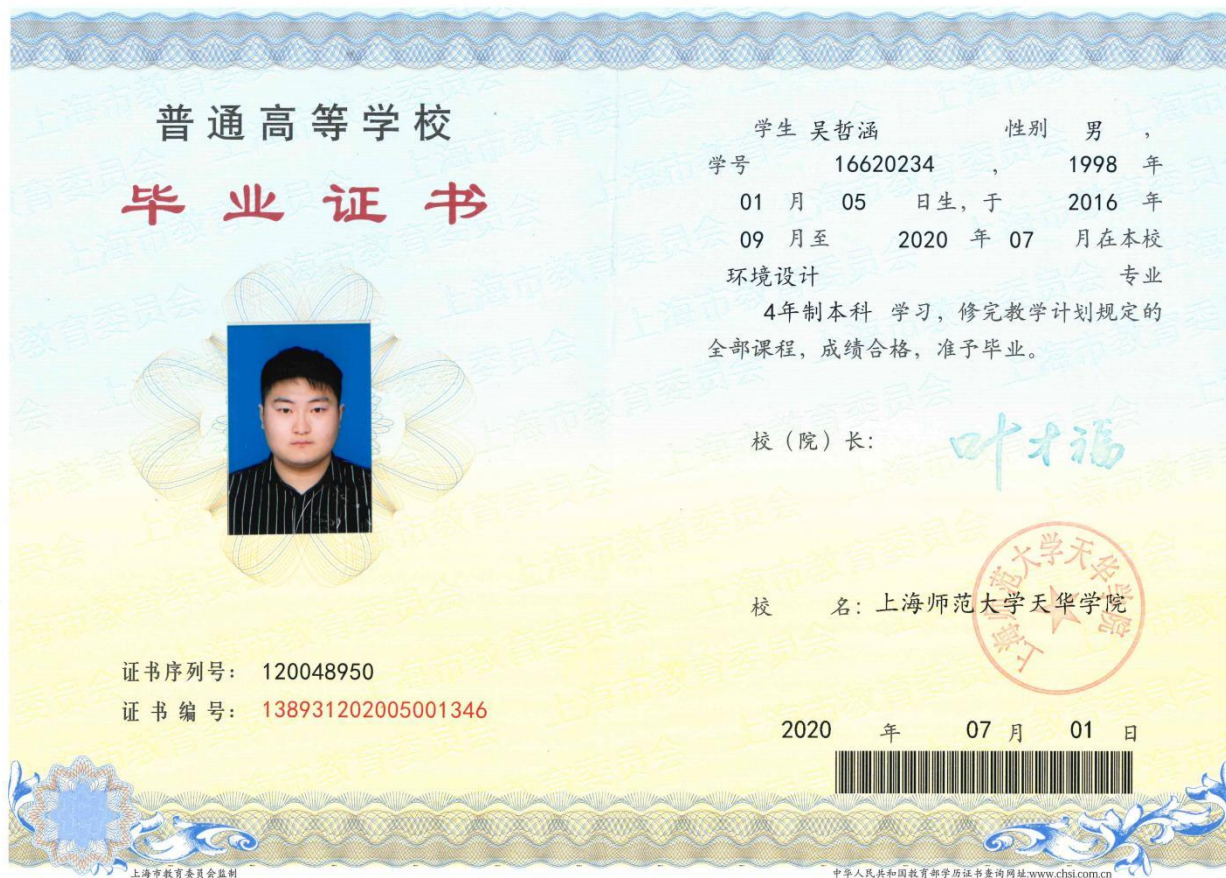 普通高等学校
毕业证书
证书序列号： 120048950
证 书 编 号： 138931202005001346
上海市教育委员会监制
学生 吴哲涵 性别 男 ，
学号 16620234 ， 1998 年
01 月 05 日生，于 2016 年
09 月至 2020 年 07 月在本校
环境设计 专业
4年制本科 学习，修完教学计划规定的
全部课程，成绩合格，准予毕业。
校（院）长： 叶才福
校 名：上海师范大学天华学院
上海师范大学天华学院
2020 年 07 月 01 日
中华人民共和国教育部学历证书查询网址:www.chsi.com.cn
上海市教育委员会